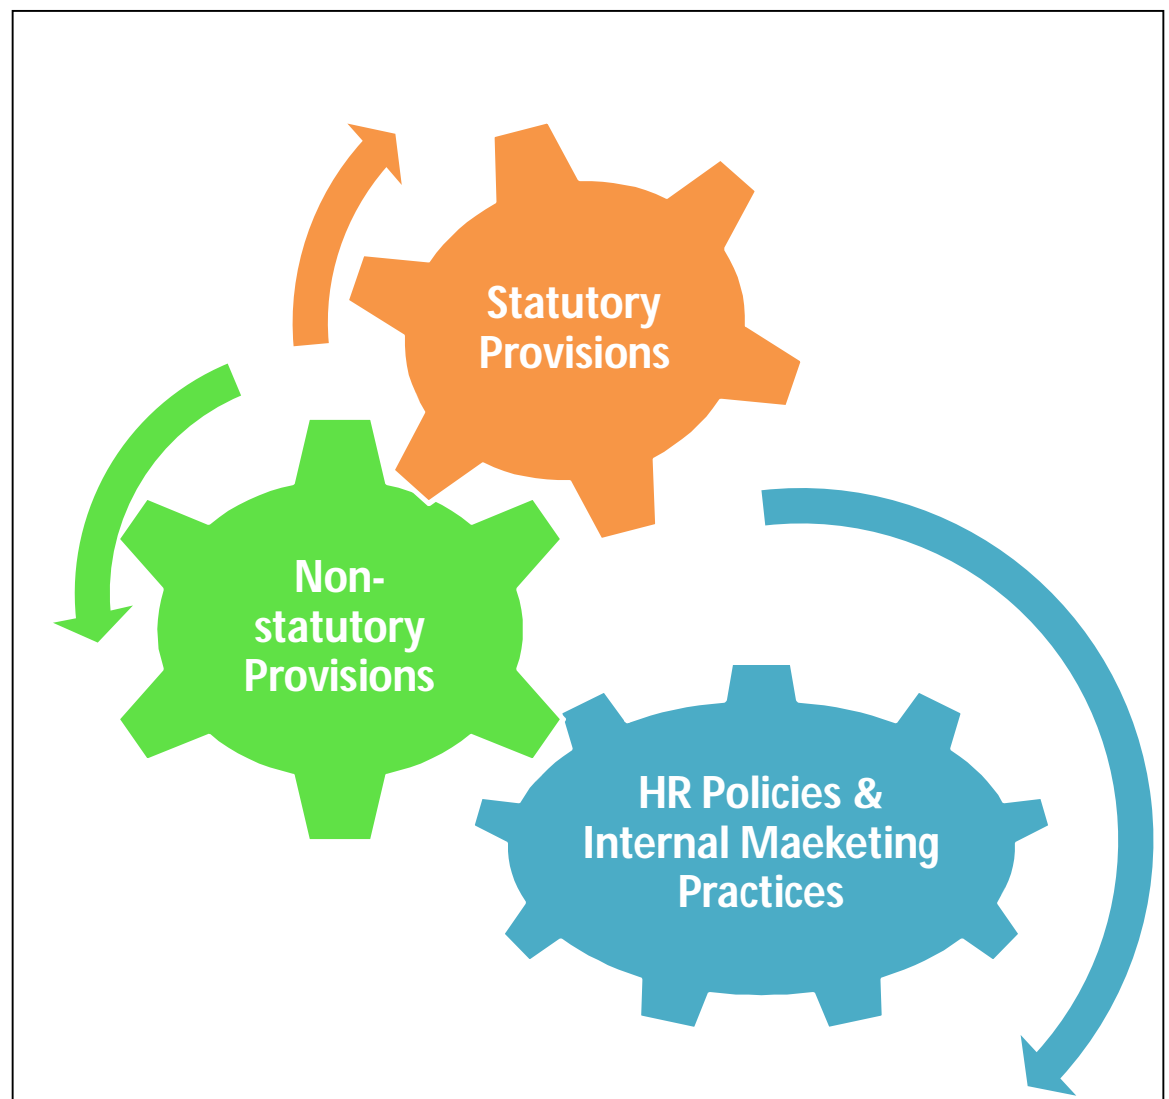 Statutory
Provisions
Non-
statutory
Provisions
HR Policies &
Internal Maeketing
Practices